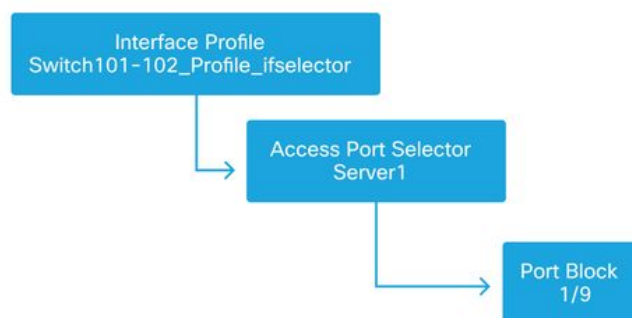 Interface Profile
Switch101-102_Profile_ifselector
Access Port Selector
Server1
Port Block
1/9